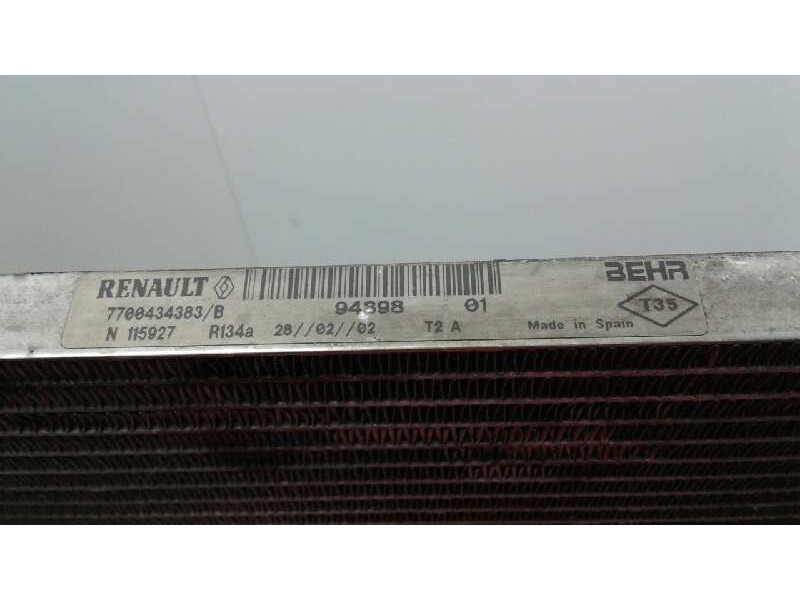 RENAULT
94398 01
BEHR
T35
7700434383/B
N 115927 R134a 28//02//02 T2 A Made in Spain